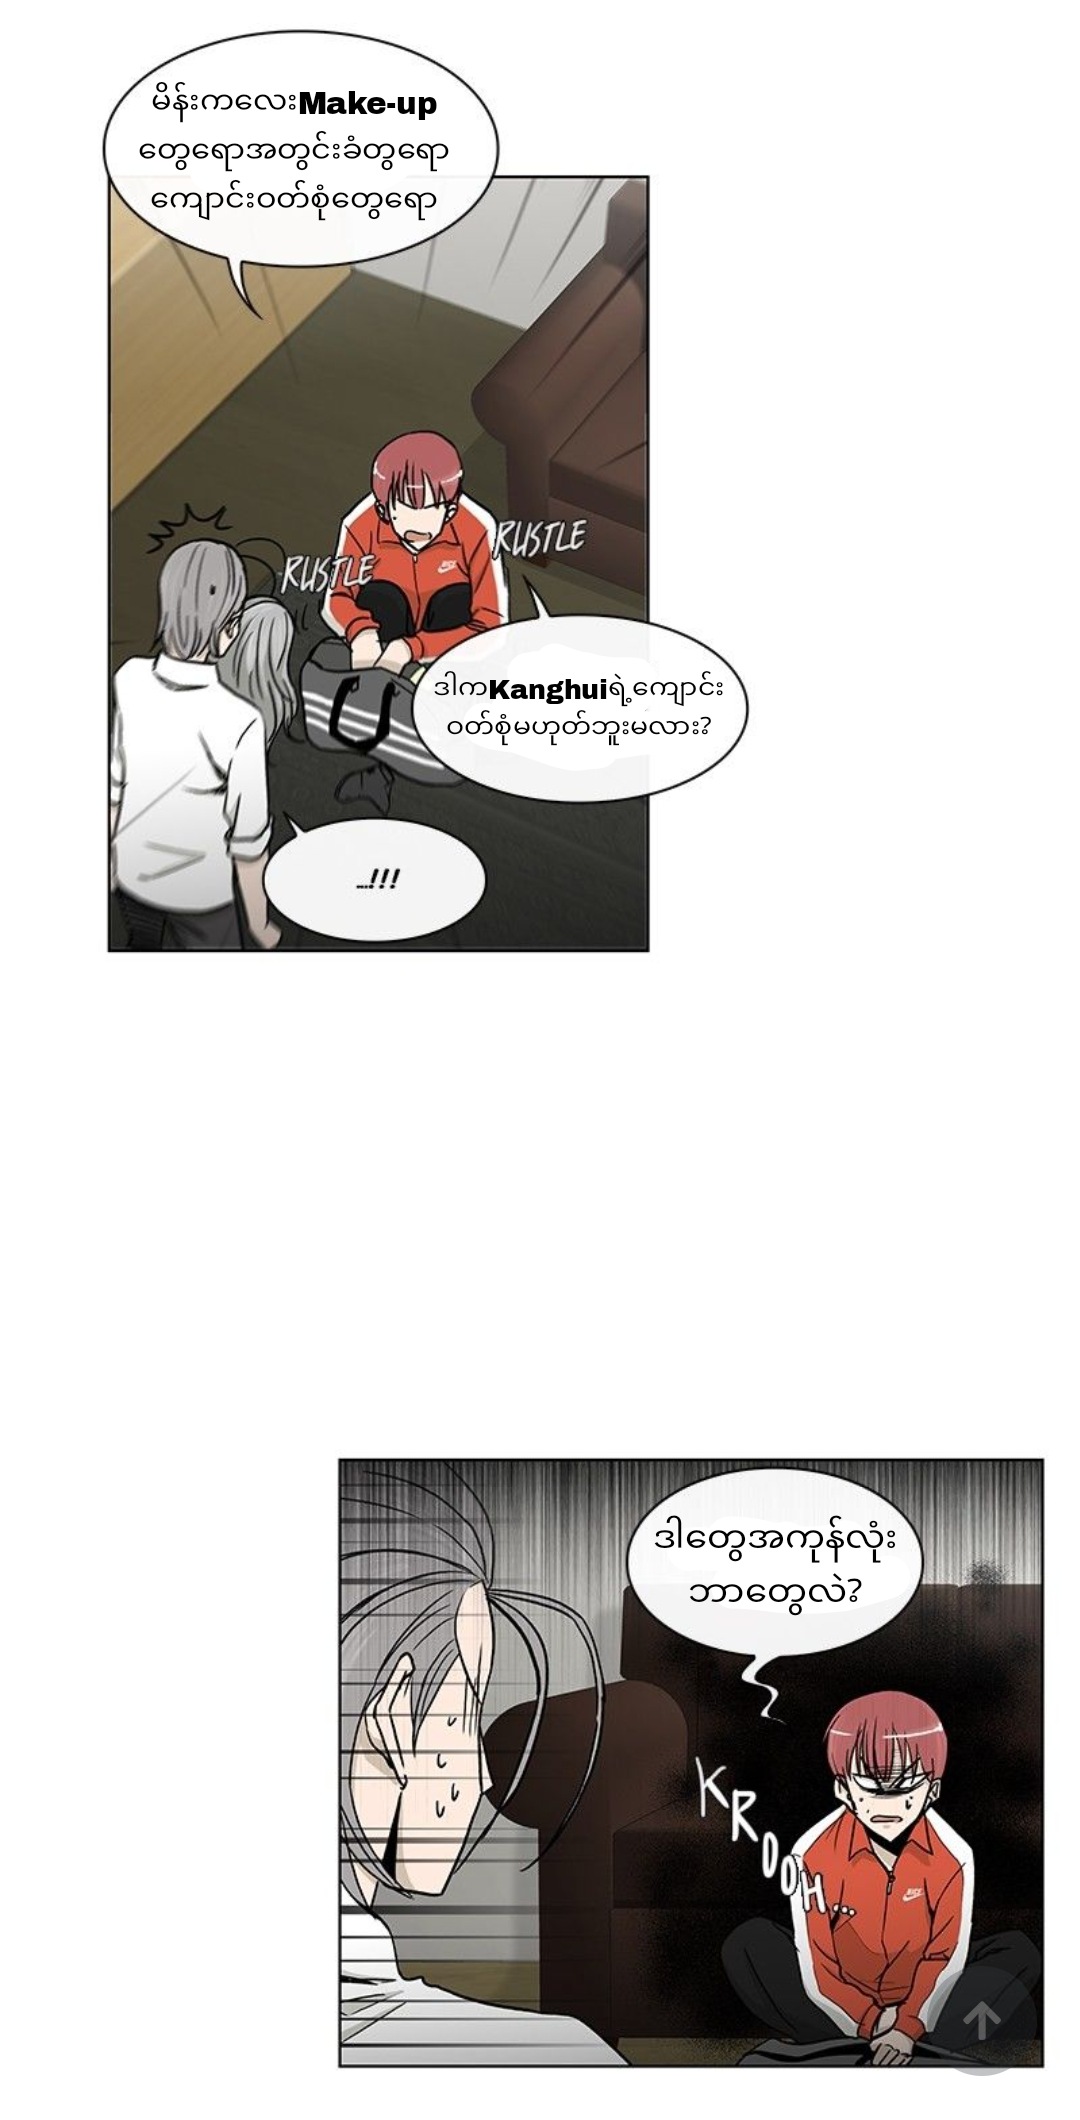 မိန်းကလေးMake-up
တွေရောအတွင်းခံတွရော
ကျောင်းဝတ်စုံတွေရော
RUSTLE
RUSTLE
ဒါကKanghuiရဲ့ကျောင်း
ဝတ်စုံမဟုတ်ဘူးမလား?
...!!!
ဒါတွေအကုန်လုံး
ဘာတွေလဲ?
KROOH...